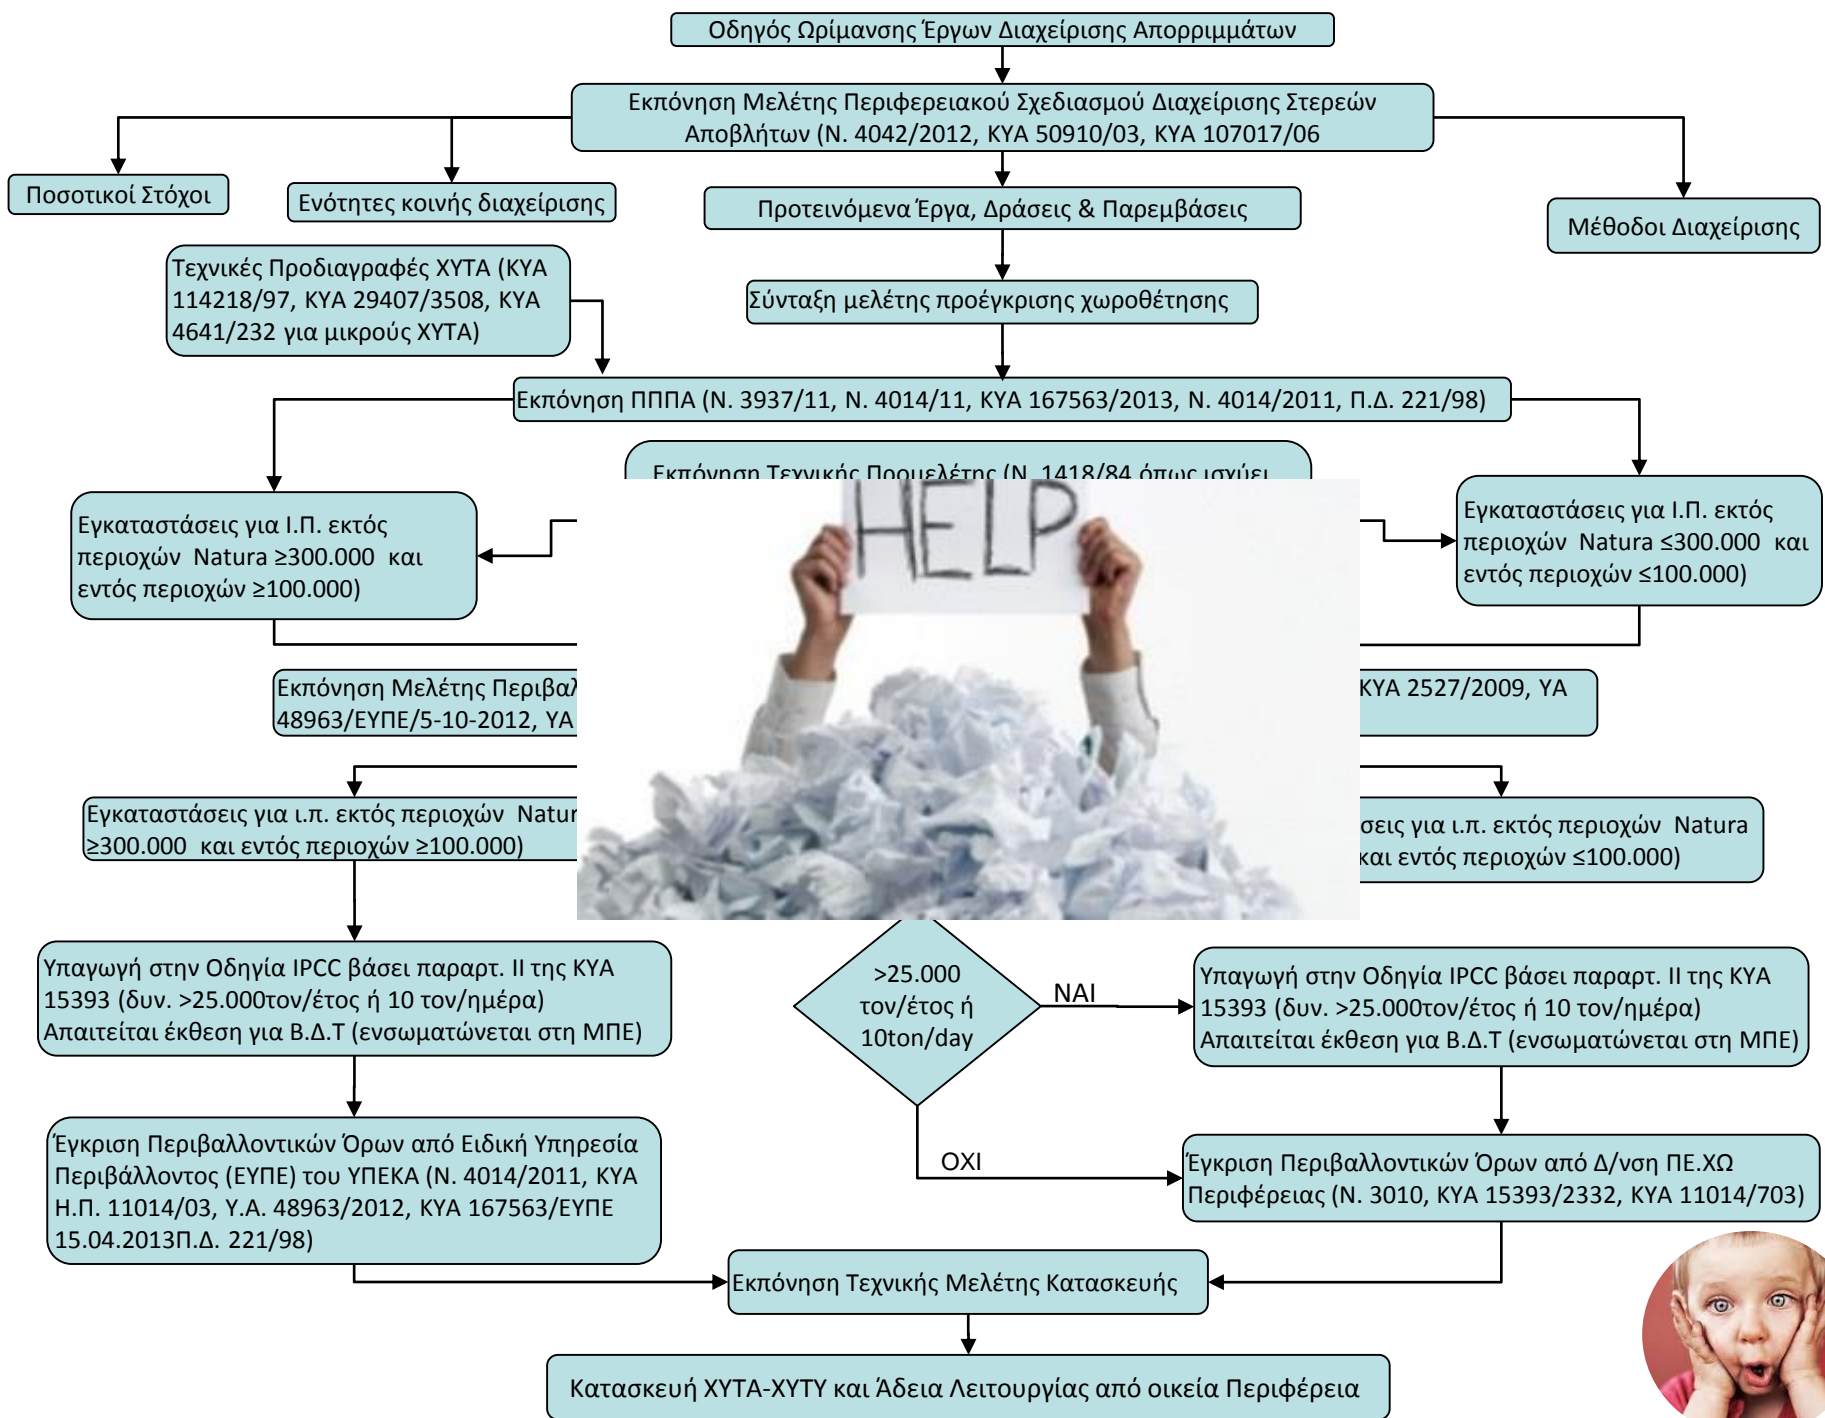 Οδηγός Ωρίμανσης Έργων Διαχείρισης Απορριμμάτων
Εκπόνηση Μελέτης Περιφερειακού Σχεδιασμού Διαχείρισης Στερεών
Αποβλήτων (Ν. 4042/2012, ΚΥΑ 50910/03, ΚΥΑ 107017/06
Ποσοτικοί Στόχοι
Ενότητες κοινής διαχείρισης
Προτεινόμενα Έργα, Δράσεις & Παρεμβάσεις
Μέθοδοι Διαχείρισης
Τεχνικές Προδιαγραφές ΧΥΤΑ (ΚΥΑ
114218/97, ΚΥΑ 29407/3508, ΚΥΑ
4641/232 για μικρούς ΧΥΤΑ)
Σύνταξη μελέτης προέγκρισης χωροθέτησης
Εκπόνηση ΠΠΠΑ (Ν. 3937/11, Ν. 4014/11, ΚΥΑ 167563/2013, Ν. 4014/2011, Π.Δ. 221/98)
Εκπόνηση Τεχνικής Προμελέτης (Ν. 1418/84 όπως ισχύει
HELP
Εγκαταστάσεις για Ι.Π. εκτός
περιοχών Natura ≥300.000 και
εντός περιοχών ≥100.000)
Εγκαταστάσεις για Ι.Π. εκτός
περιοχών Natura ≤300.000 και
εντός περιοχών ≤100.000)
Εκπόνηση Μελέτης
ΚΥΑ 2527/2009, ΥΑ
48963/ΕΥΠΕ/5-10-2012, ΥΑ
Εγκαταστάσεις για ι.π. εκτός περιοχών Natur
≥300.000 και εντός περιοχών ≥100.000)
σεις για ι.π. εκτός περιοχών Natura
και εντός περιοχών ≤100.000)
Υπαγωγή στην Οδηγία IPCC βάσει παραρτ. ΙΙ της ΚΥΑ
15393 (δυν. >25.000τον/έτος ή 10 τον/ημέρα)
Απαιτείται έκθεση για Β.Δ.Τ (ενσωματώνεται στη ΜΠΕ)
>25.000
τον/έτος ή
10ton/day
ΝΑΙ
Υπαγωγή στην Οδηγία IPCC βάσει παραρτ. ΙΙ της ΚΥΑ
15393 (δυν. >25.000τον/έτος ή 10 τον/ημέρα)
Απαιτείται έκθεση για Β.Δ.Τ (ενσωματώνεται στη ΜΠΕ)
Έγκριση Περιβαλλοντικών Όρων από Ειδική Υπηρεσία
Περιβάλλοντος (ΕΥΠΕ) του ΥΠΕΚΑ (Ν. 4014/2011, ΚΥΑ
Η.Π. 11014/03, Υ.Α. 48963/2012, ΚΥΑ 167563/ΕΥΠΕ
15.04.2013Π.Δ. 221/98)
ΟΧΙ
Έγκριση Περιβαλλοντικών Όρων από Δ/νση ΠΕ.ΧΩ
Περιφέρειας (Ν. 3010, ΚΥΑ 15393/2332, ΚΥΑ 11014/703)
Εκπόνηση Τεχνικής Μελέτης Κατασκευής
Κατασκευή ΧΥΤΑ-ΧΥΤΥ και Άδεια Λειτουργίας από οικεία Περιφέρεια